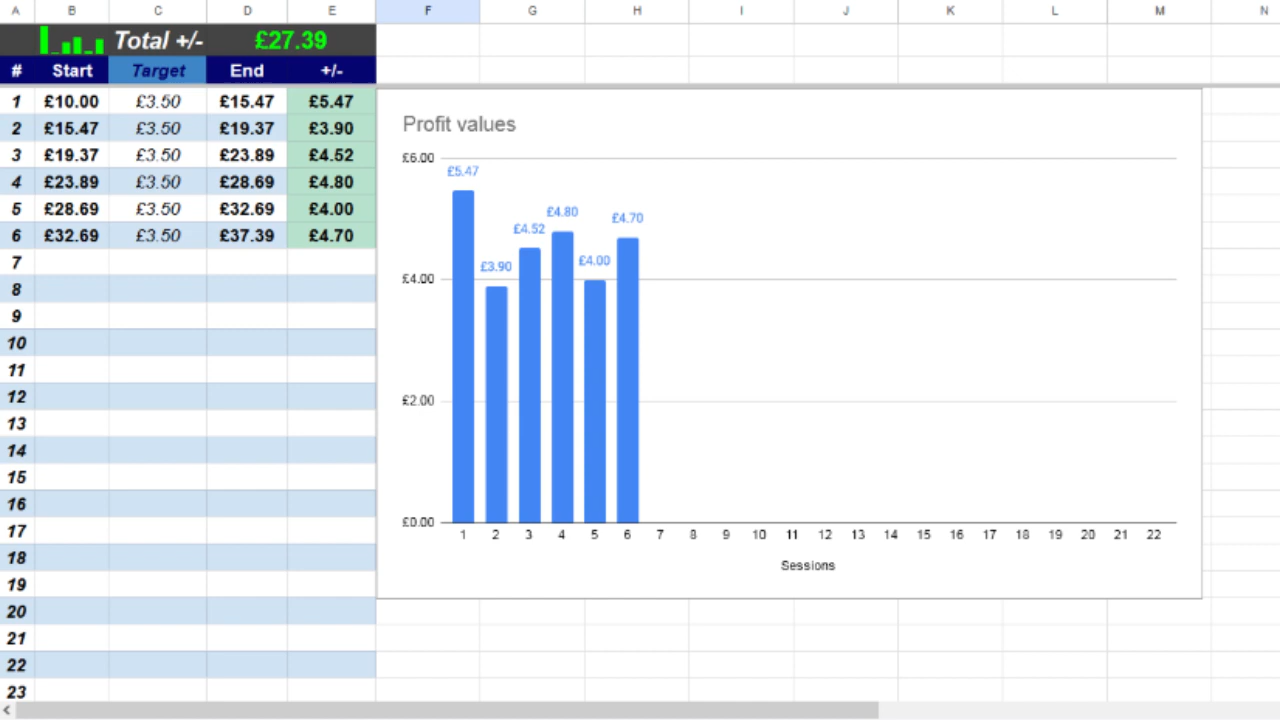 A B C D E F G H I J K L M N
Total +/- £27.39
# Start Target End +/-
1 £10.00 £3.50 £15.47 £5.47
2 £15.47 £3.50 £19.37 £3.90
3 £19.37 £3.50 £23.89 £4.52
4 £23.89 £3.50 £28.69 £4.80
5 £28.69 £3.50 £32.69 £4.00
6 £32.69 £3.50 £37.39 £4.70
7
8
9
10
11
12
13
14
15
16
17
18
19
20
21
22
23
Profit values
£6.00
£5.47
£4.80
£4.70
£4.52
£3.90
£4.00
£4.00
£2.00
£0.00
1 2 3 4 5 6 7 8 9 10 11 12 13 14 15 16 17 18 19 20 21 22
Sessions